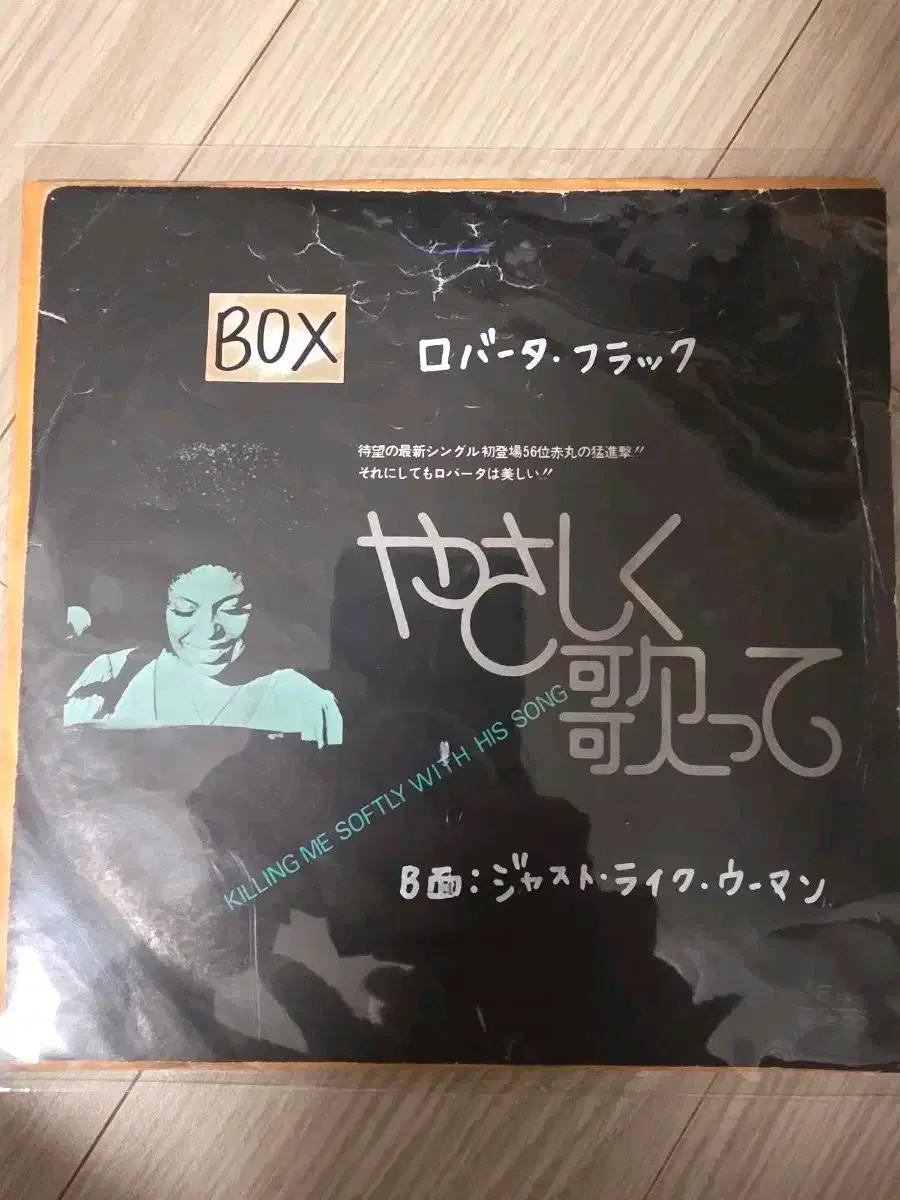 BOX
ロバータ・フラック
待望の最新シングル初登場56位赤丸の猛進撃!!
それにしてもロバータは美しい!!
やさしく
歌って
KILLING ME SOFTLY WITH HIS SONG
B面:ジャスト・ライク・ウーマン